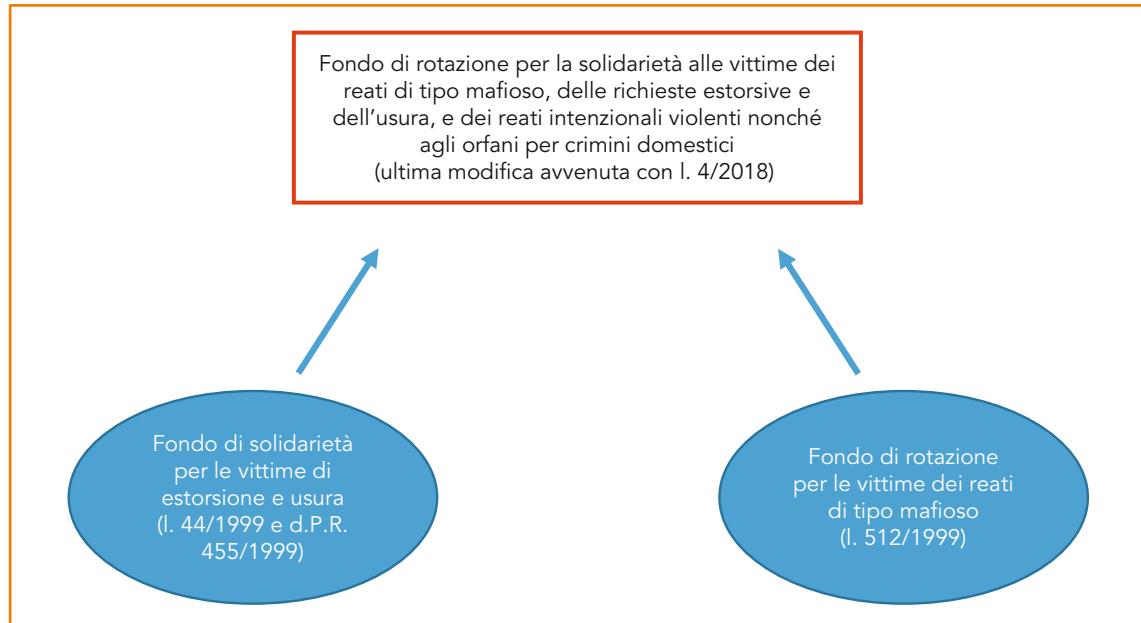 Fondo di rotazione per la solidarietà alle vittime dei
reati di tipo mafioso, delle richieste estorsive e
dell’usura, e dei reati intenzionali violenti nonché
agli orfani per crimini domestici
(ultima modifica avvenuta con l. 4/2018)
Fondo di solidarietà
per le vittime di
estorsione e usura
(l. 44/1999 e d.P.R.
455/1999)
Fondo di rotazione
per le vittime dei reati
di tipo mafioso
(l. 512/1999)